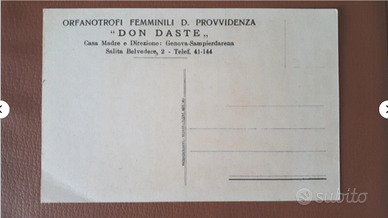 ORFANOTROFI FEMMINILI D. PROVVIDENZA
“ DON DASTE „
Casa Madre e Direzione: Genova-Sampierdarena
Salita Belvedere, 2 - Telef. 41-144
subito